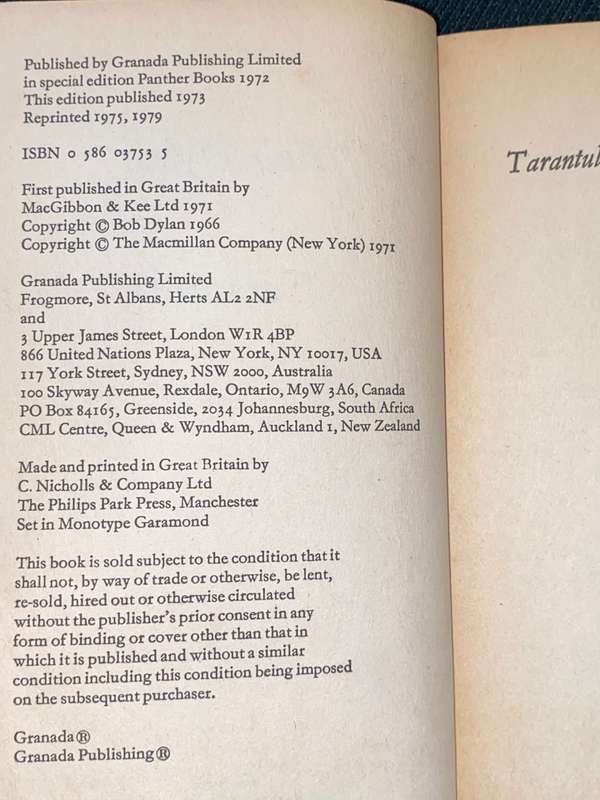 Published by Granada Publishing Limited
in special edition Panther Books 1972
This edition published 1973
Reprinted 1975, 1979
ISBN 0 586 03753 5
First published in Great Britain by
MacGibbon & Kee Ltd 1971
Copyright © Bob Dylan 1966
Copyright © The Macmillan Company (New York) 1971
Granada Publishing Limited
Frogmore, St Albans, Herts AL2 2NF
and
3 Upper James Street, London W1R 4BP
866 United Nations Plaza, New York, NY 10017, USA
117 York Street, Sydney, NSW 2000, Australia
100 Skyway Avenue, Rexdale, Ontario, M9W 3A6, Canada
PO Box 84165, Greenside, 2034 Johannesburg, South Africa
CML Centre, Queen & Wyndham, Auckland 1, New Zealand
Made and printed in Great Britain by
C. Nicholls & Company Ltd
The Philips Park Press, Manchester
Set in Monotype Garamond
This book is sold subject to the condition that it
shall not, by way of trade or otherwise, be lent,
re-sold, hired out or otherwise circulated
without the publisher's prior consent in any
form of binding or cover other than that in
which it is published and without a similar
condition including this condition being imposed
on the subsequent purchaser.
Granada®
Granada Publishing®
Tarantul